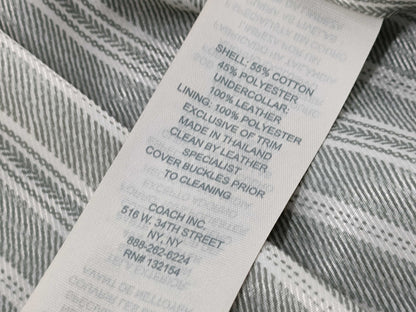 SHELL: 55% COTTON
45% POLYESTER
UNDERCOLLAR:
100% LEATHER
LINING: 100% POLYESTER
EXCLUSIVE OF TRIM
MADE IN THAILAND
CLEAN BY LEATHER
SPECIALIST
COVER BUCKLES PRIOR
TO CLEANING
COACH INC.
516 W. 34TH STREET
NY, NY
888-262-6224
RN# 132154